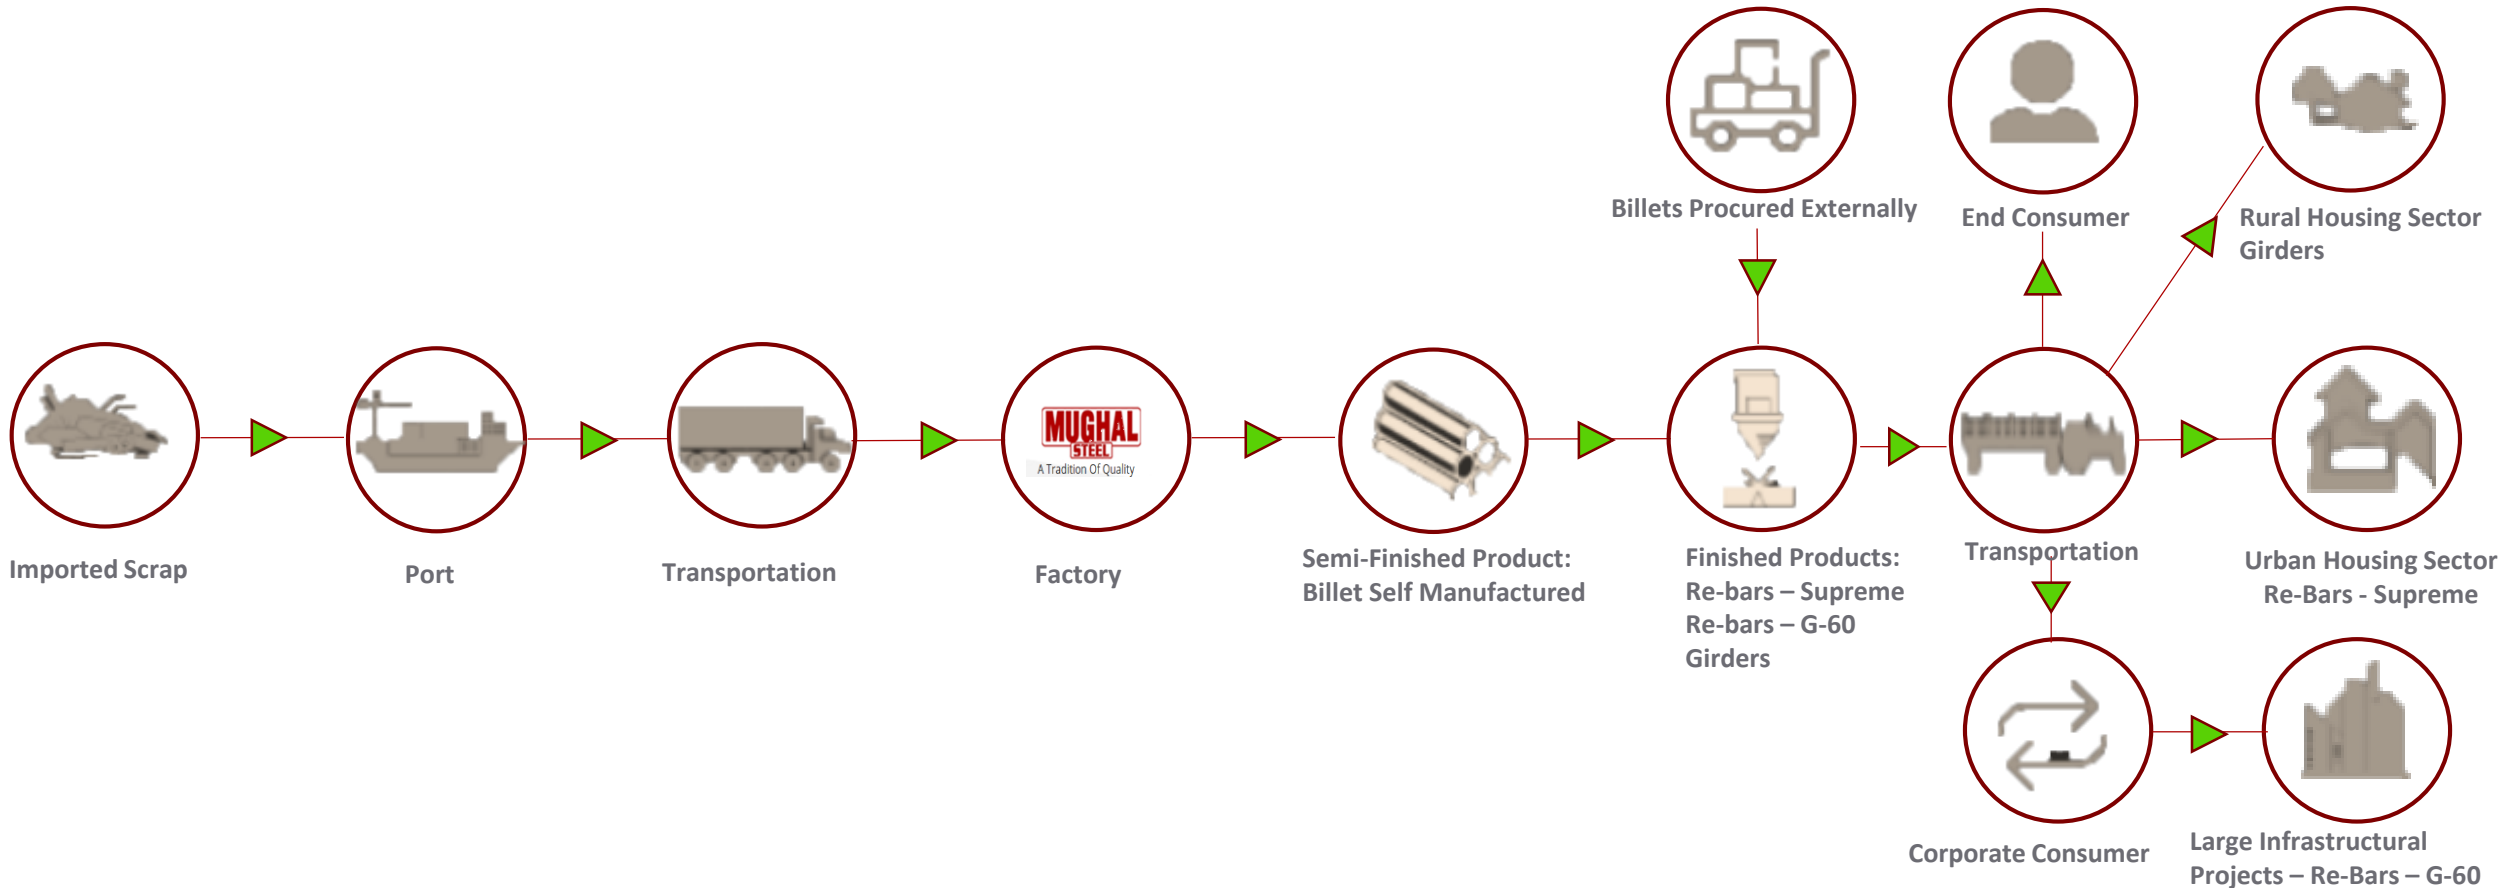 Billets Procured Externally
End Consumer
Rural Housing Sector
Girders
MUGHAL
STEEL
A Tradition Of Quality
Imported Scrap
Port
Transportation
Factory
Semi-Finished Product:
Billet Self Manufactured
Finished Products:
Re-bars – Supreme
Re-bars – G-60
Girders
Transportation
Urban Housing Sector
Re-Bars - Supreme
Corporate Consumer
Large Infrastructural
Projects – Re-Bars – G-60